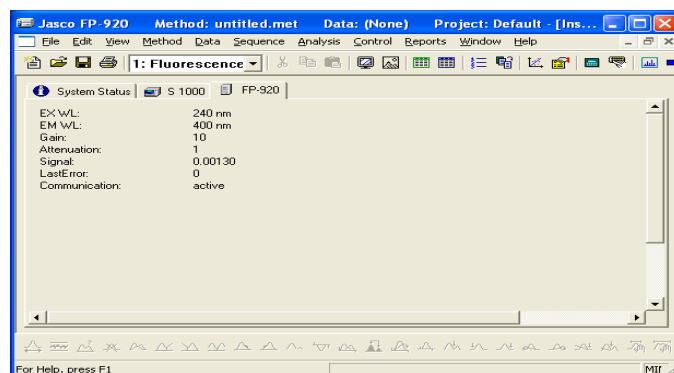 Jasco FP-920 Method: untitled.met Data: (None) Project: Default - [Ins...
File Edit View Method Data Sequence Analysis Control Reports Window Help
1: Fluorescence
System Status S 1000 FP-920
EX WL: 240 nm
EM WL: 400 nm
Gain: 10
Attenuation: 1
Signal: 0.00130
LastError: 0
Communication: active
For Help, press F1